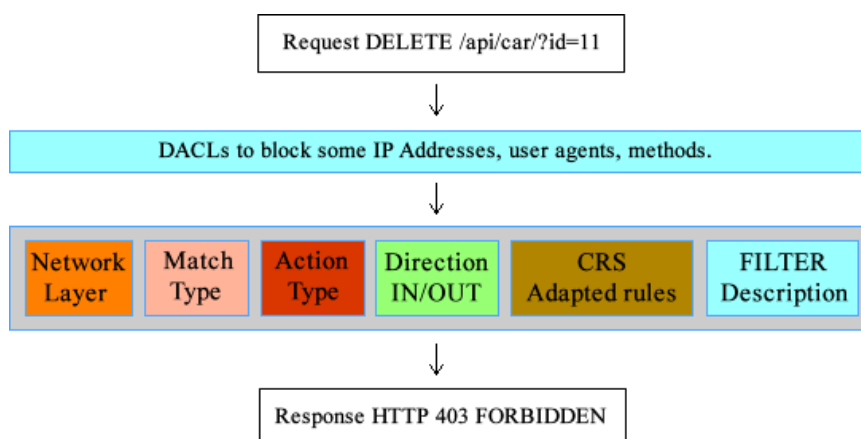 Request DELETE /api/car/?id=11
DACLs to block some IP Addresses, user agents, methods.
Network
Layer
Match
Type
Action
Type
Direction
IN/OUT
CRS
Adapted rules
FILTER
Description
Response HTTP 403 FORBIDDEN